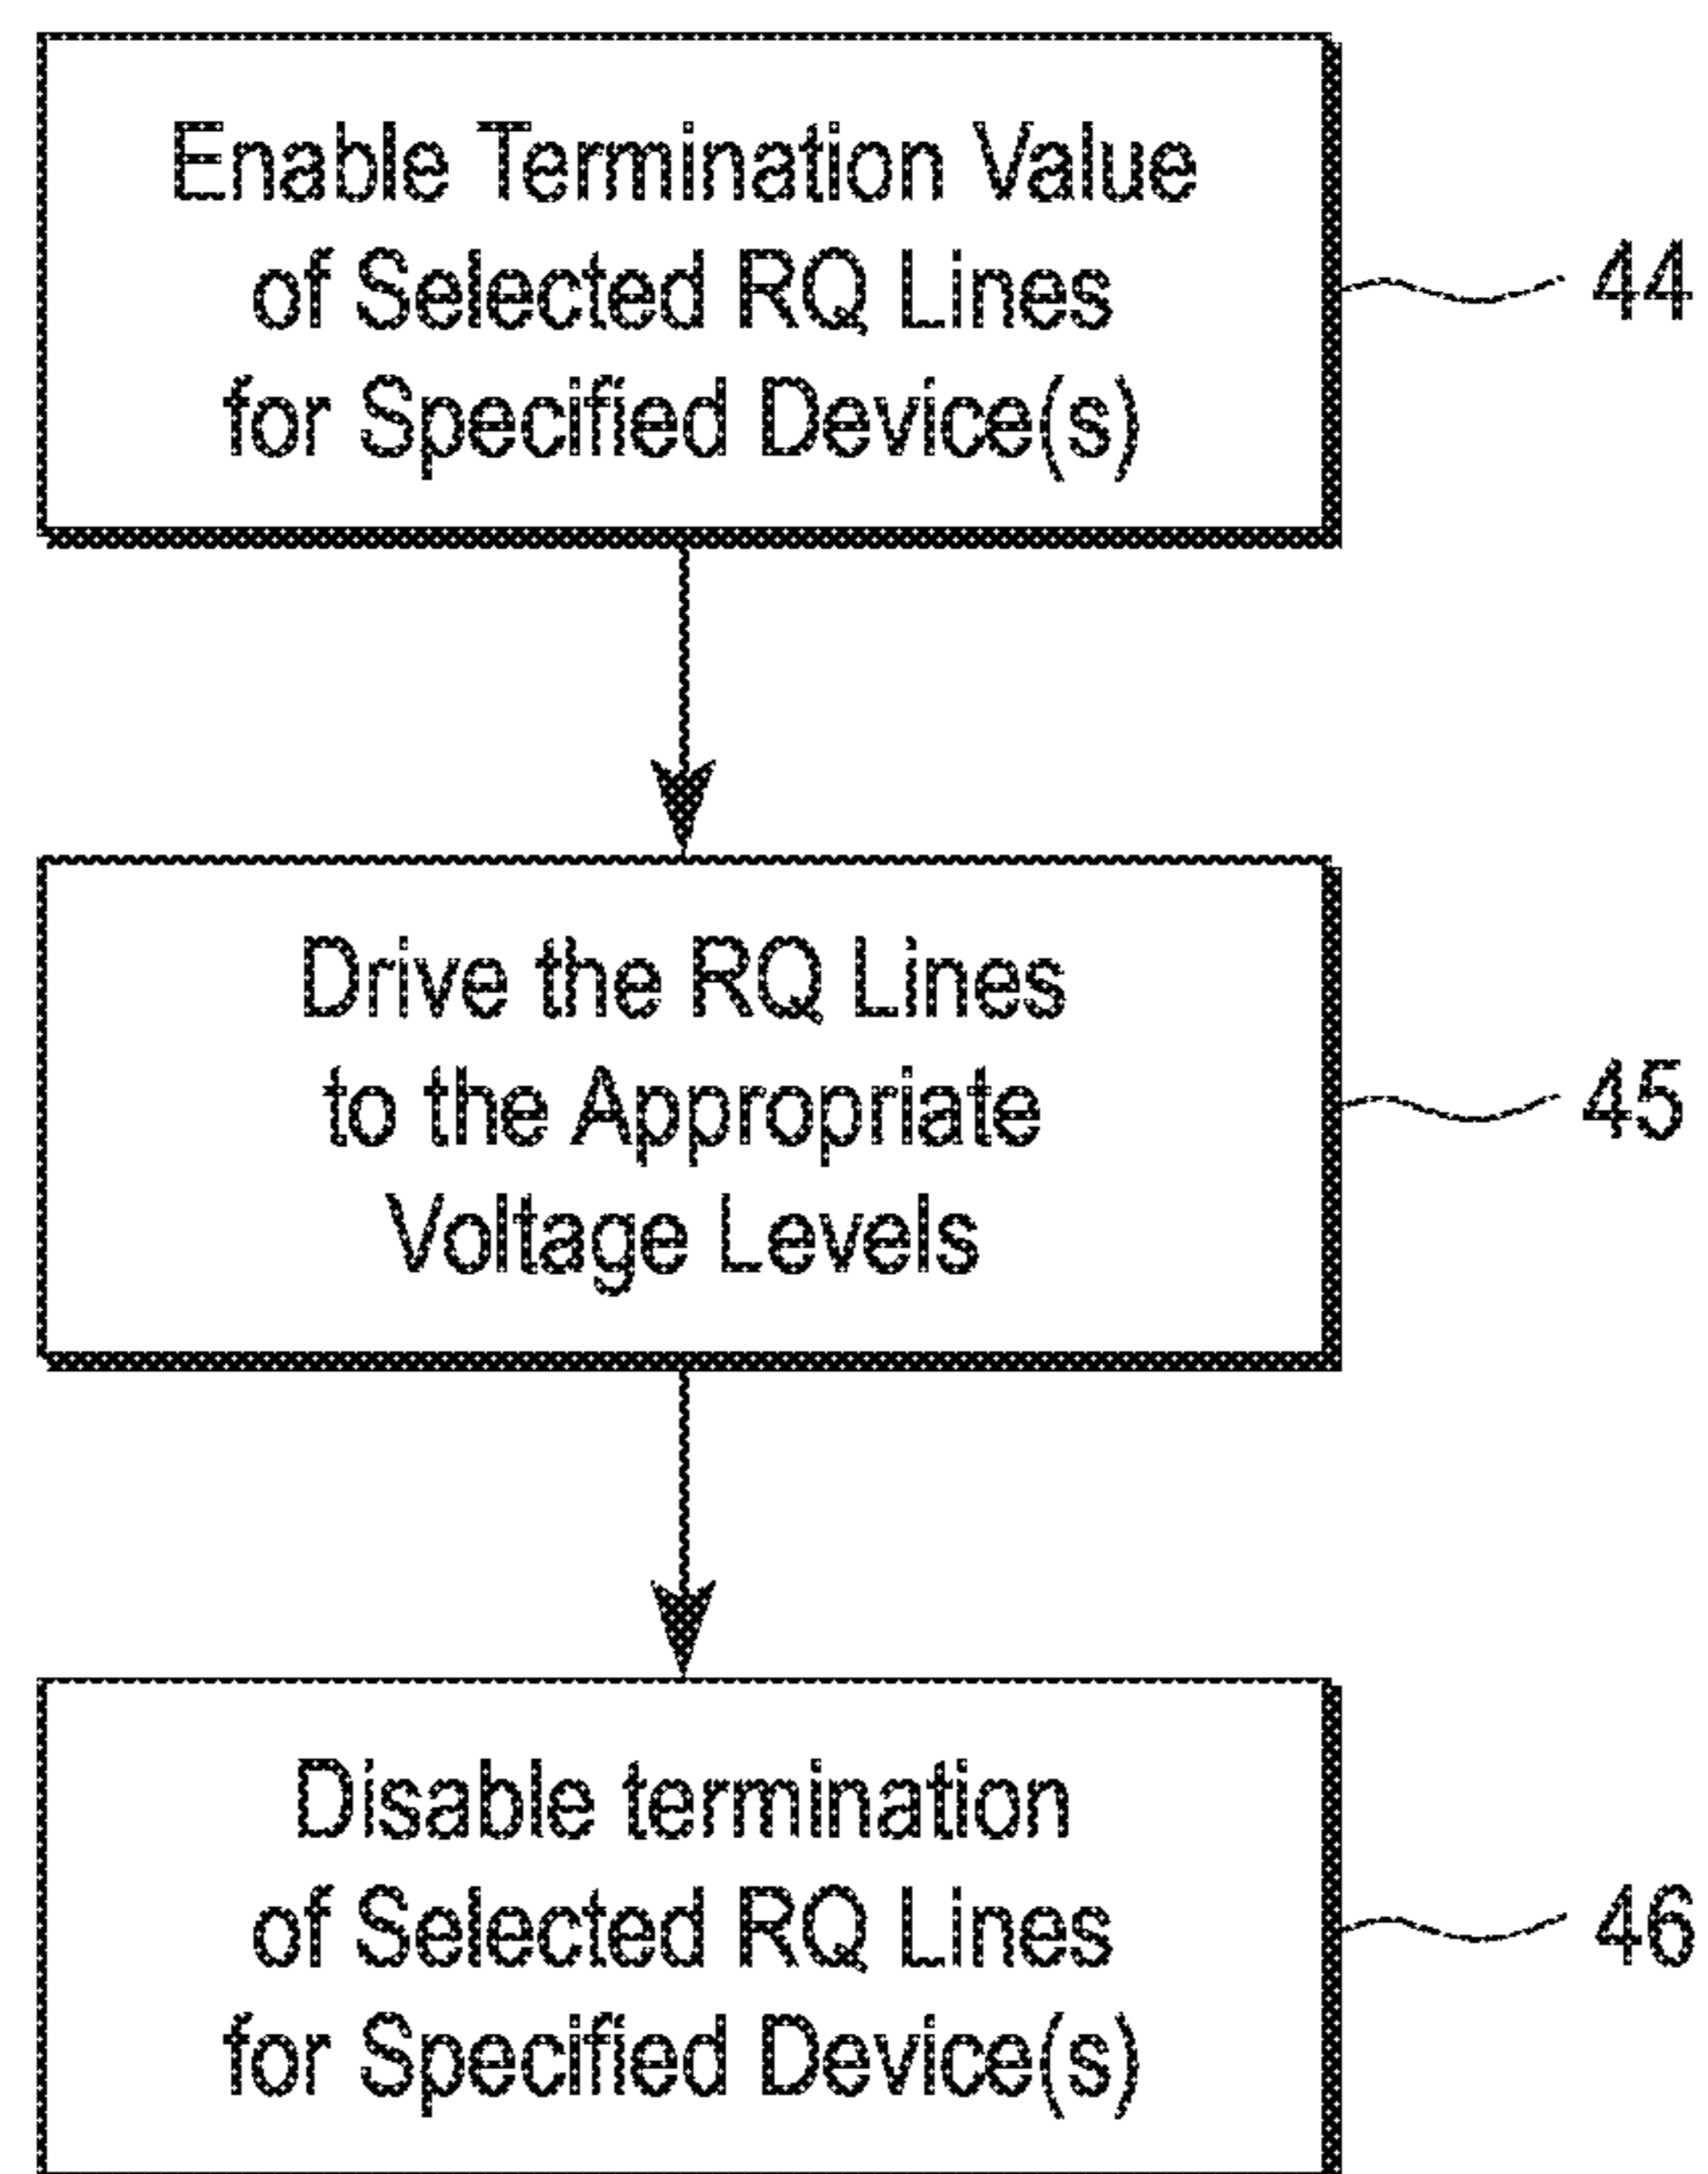 Enable Termination Value
of Selected RQ Lines
for Specified Device(s)
44
Drive the RQ Lines
to the Appropriate
Voltage Levels
45
Disable termination
of Selected RQ Lines
for Specified Device(s)
46